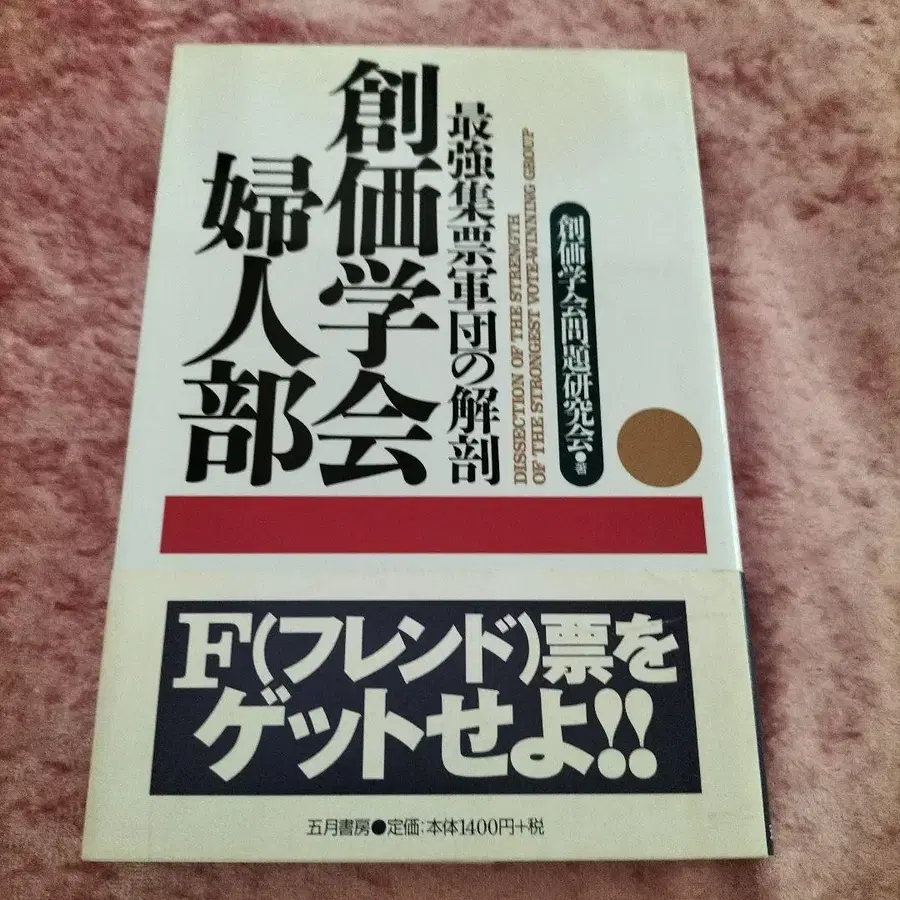 創価学会問題研究会●著
DISSECTION OF THE STRENGTH
OF THE STRONGEST VOTE-WINNING GROUP
最強集票軍団の解剖
創価学会
婦人部
F(フレンド)票を
ゲットせよ!!
五月書房●定価:本体1400円+税